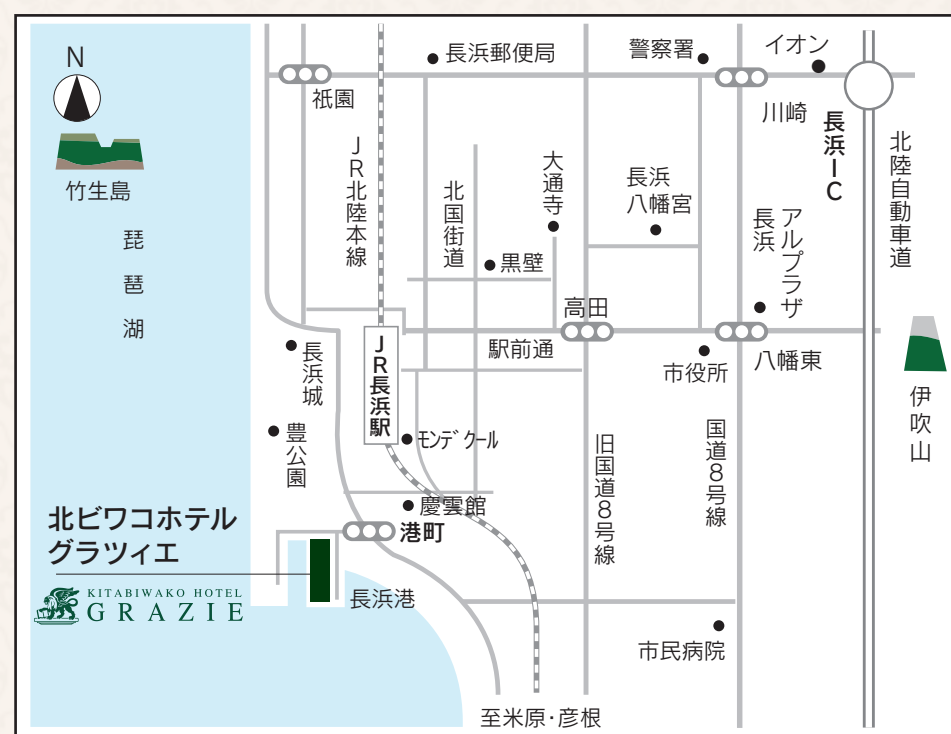 N
竹生島
琵琶湖
祇園
JR北陸本線
長浜郵便局
北国街道
黒壁
大通寺
警察署
イオン
川崎
長浜IC
北陸自動車道
長浜
八幡宮
アルプラザ
長浜
高田
駅前通
市役所
八幡東
伊吹山
JR長浜駅
長浜城
豊公園
モンデクール
慶雲館
港町
旧国道8号線
国道8号線
北ビワコホテル
グラツィエ
KITABIWAKO HOTEL
GRAZIE
長浜港
市民病院
至米原・彦根